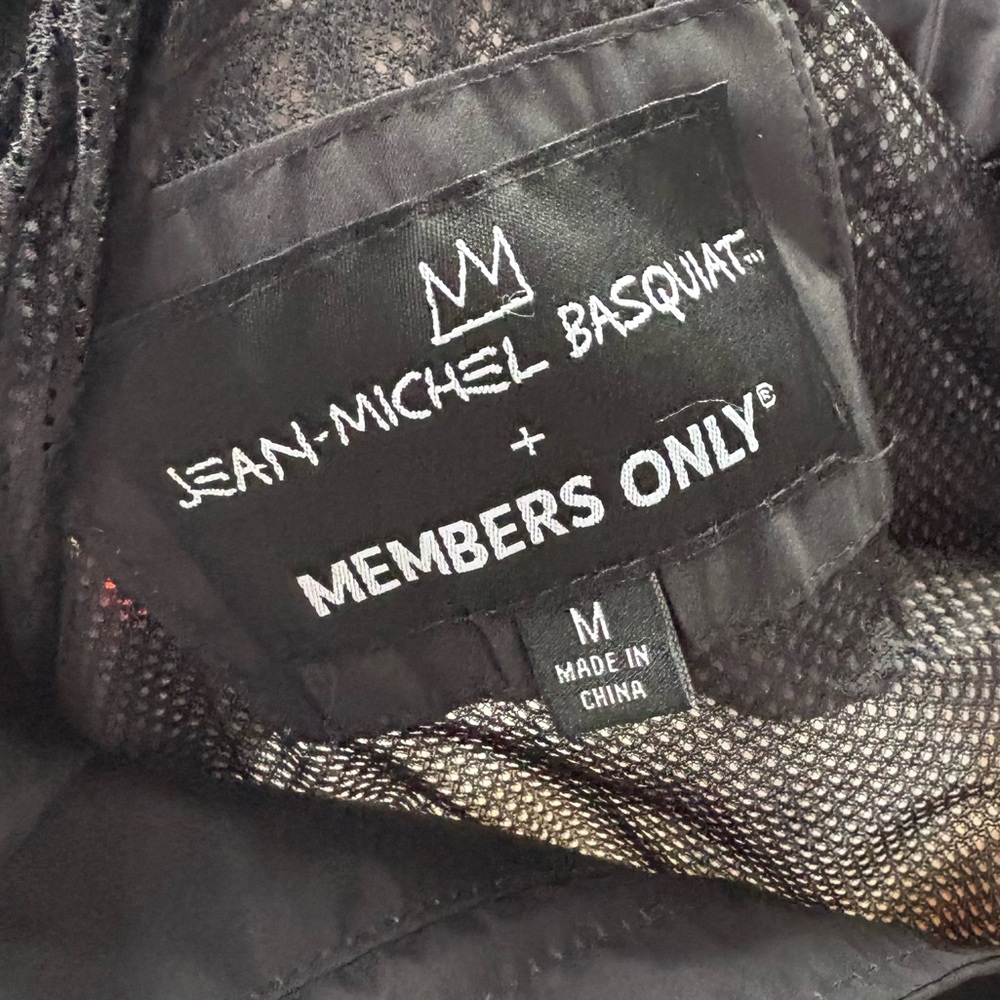 JEAN-MICHEL BASQUIAT™
+
MEMBERS ONLY®
M
MADE IN
CHINA